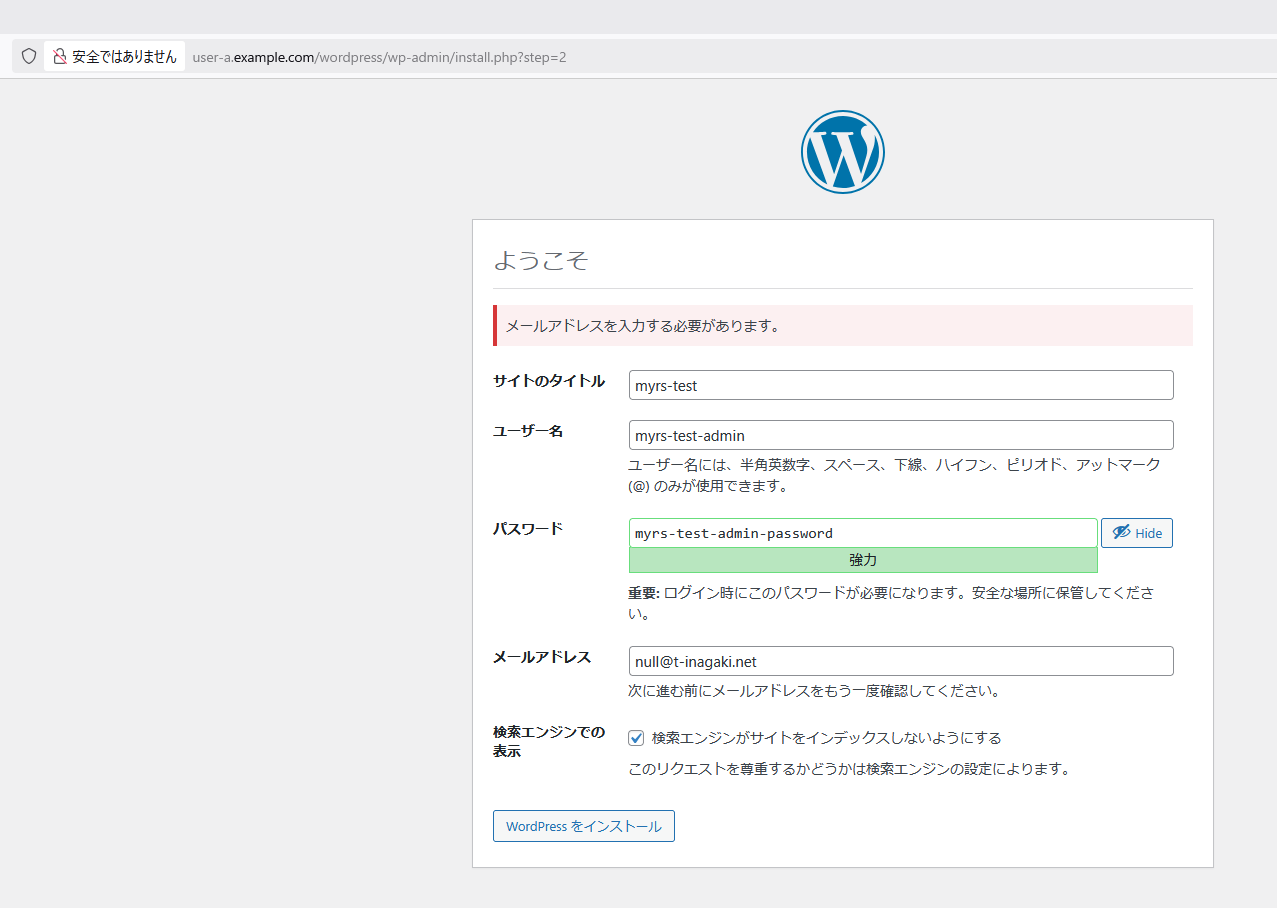 安全ではありません user-a.example.com/wordpress/wp-admin/install.php?step=2
ようこそ
メールアドレスを入力する必要があります。
サイトのタイトル myrs-test
ユーザー名 myrs-test-admin
ユーザー名には、半角英数字、スペース、下線、ハイフン、ピリオド、アットマーク
(@) のみが使用できます。
パスワード myrs-test-admin-password Hide
強力
重要: ログイン時にこのパスワードが必要になります。安全な場所に保管してくださ
い。
メールアドレス null@t-inagaki.net
次に進む前にメールアドレスをもう一度確認してください。
検索エンジンでの
表示
検索エンジンがサイトをインデックスしないようにする
このリクエストを尊重するかどうかは検索エンジンの設定によります。
WordPress をインストール